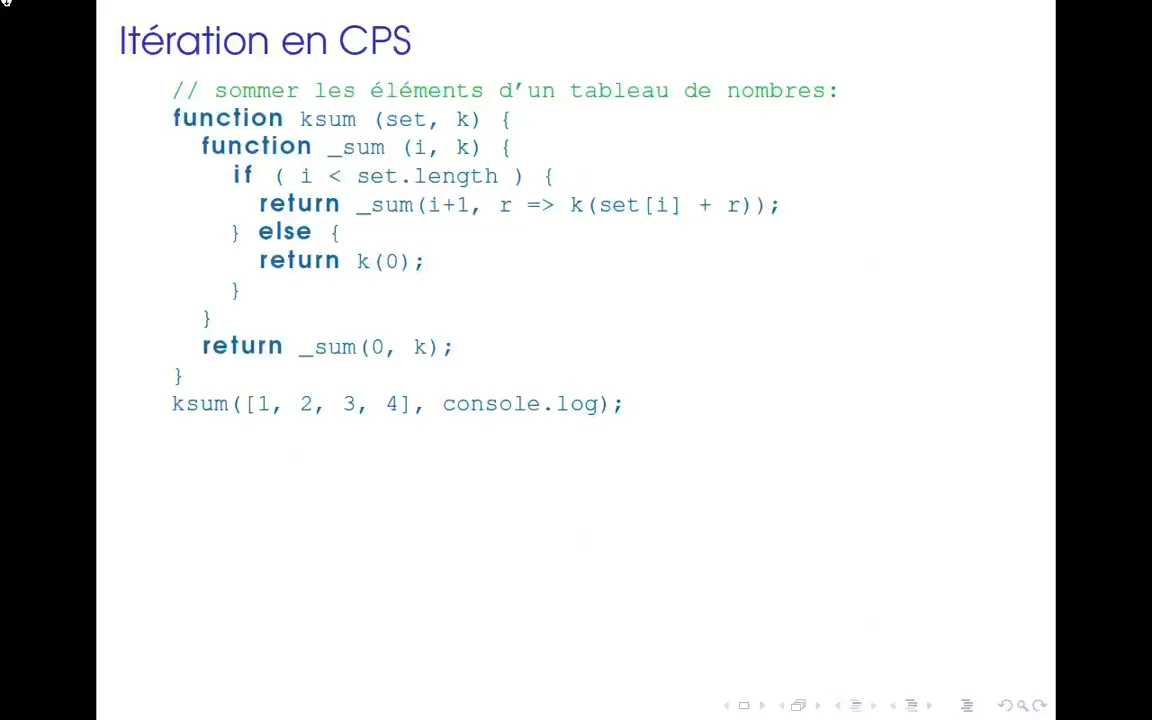 Itération en CPS
// sommer les éléments d’un tableau de nombres:
function ksum (set, k) {
function _sum (i, k) {
if ( i < set.length ) {
return _sum(i+1, r => k(set[i] + r));
} else {
return k(0);
}
}
return _sum(0, k);
}
ksum([1, 2, 3, 4], console.log);